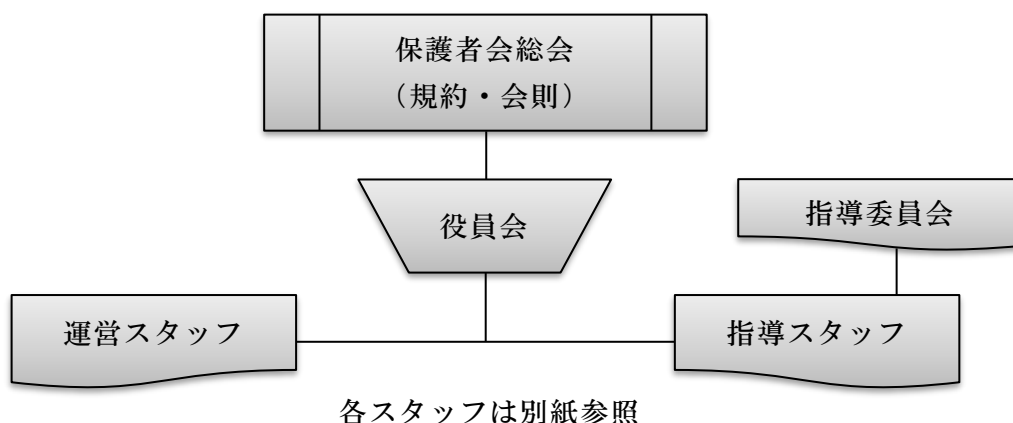 保護者会総会
（規約・会則）
役員会
指導委員会
運営スタッフ
指導スタッフ
各スタッフは別紙参照